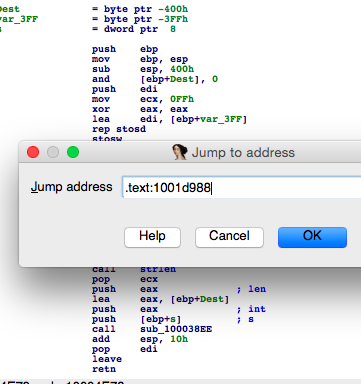 Dest = byte ptr -400h
var_3FF = byte ptr -3FFh
s = dword ptr 8
push ebp
mov ebp, esp
sub esp, 400h
and [ebp+Dest], 0
push edi
mov ecx, 0FFh
xor eax, eax
lea edi, [ebp+var_3FF]
rep stosd
stosw
Jump to address
Jump address .text:1001d988
Help Cancel OK
call strlen
pop ecx
push eax ; len
lea eax, [ebp+Dest]
push eax ; int
push [ebp+s] ; s
call sub_100038EE
add esp, 10h
pop edi
leave
retn